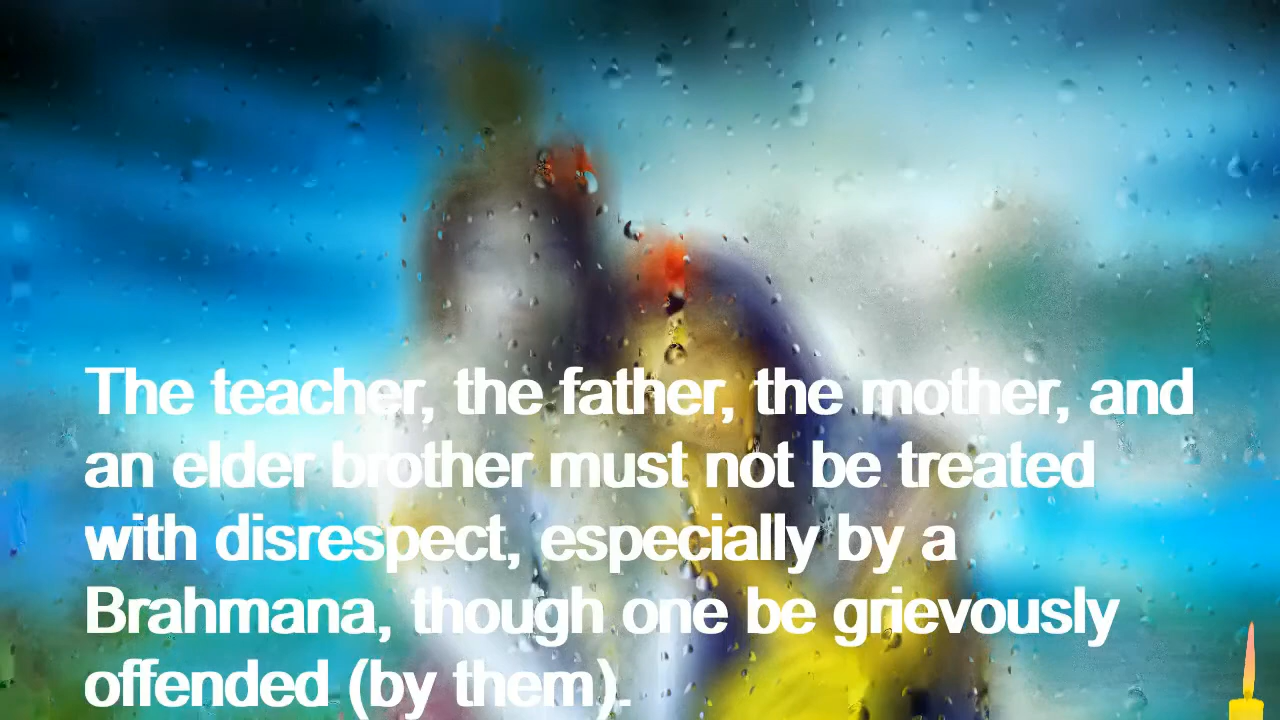 The teacher, the father, the mother, and
an elder brother must not be treated
with disrespect, especially by a
Brahmana, though one be grievously
offended (by them).